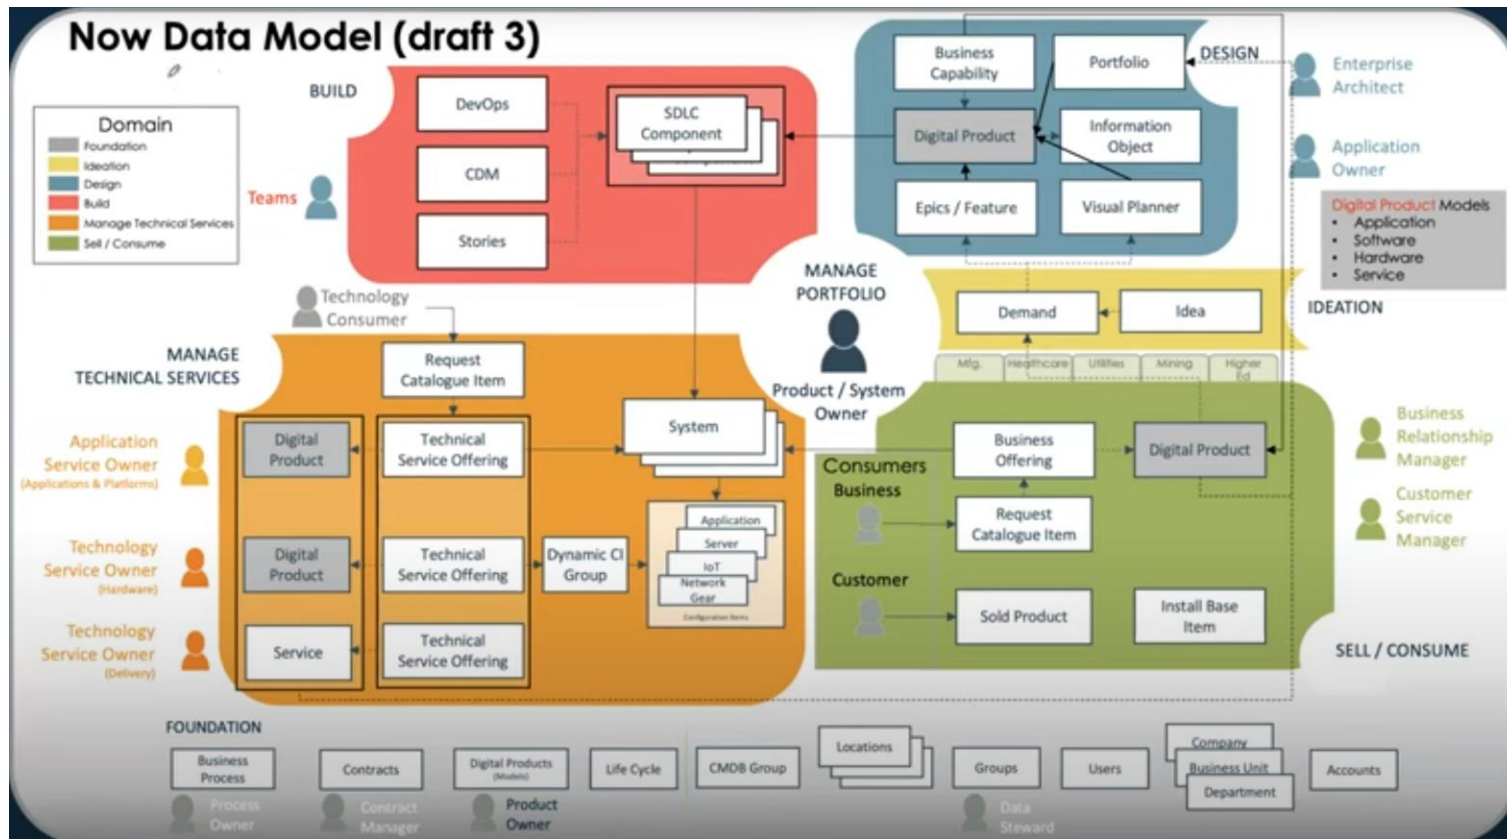 Now Data Model (draft 3)
Domain
Foundation
Ideation
Design
Build
Manage Technical Services
Sell / Consume
BUILD
Teams
DevOps
CDM
Stories
SDLC
Component
DESIGN
Business
Capability
Portfolio
Digital Product
Information
Object
Epics / Feature
Visual Planner
Enterprise
Architect
Application
Owner
Digital Product Models
• Application
• Software
• Hardware
• Service
MANAGE
PORTFOLIO
Product / System
Owner
IDEATION
Demand
Idea
Mfg.
Healthcare
Utilities
Mining
Higher
Ed
Technology
Consumer
MANAGE
TECHNICAL SERVICES
Request
Catalogue Item
Application
Service Owner
(Applications & Platforms)
Digital
Product
Technical
Service Offering
System
Technology
Service Owner
(Hardware)
Digital
Product
Technical
Service Offering
Dynamic CI
Group
Application
Server
IoT
Network
Gear
Configuration Items
Technology
Service Owner
(Delivery)
Service
Technical
Service Offering
Consumers
Business
Customer
Business
Offering
Digital Product
Request
Catalogue Item
Sold Product
Install Base
Item
Business
Relationship
Manager
Customer
Service
Manager
SELL / CONSUME
FOUNDATION
Business
Process
Contracts
Digital Products
(Models)
Life Cycle
CMDB Group
Locations
Groups
Users
Company
Business Unit
Department
Accounts
Process
Owner
Contract
Manager
Product
Owner
Data
Steward